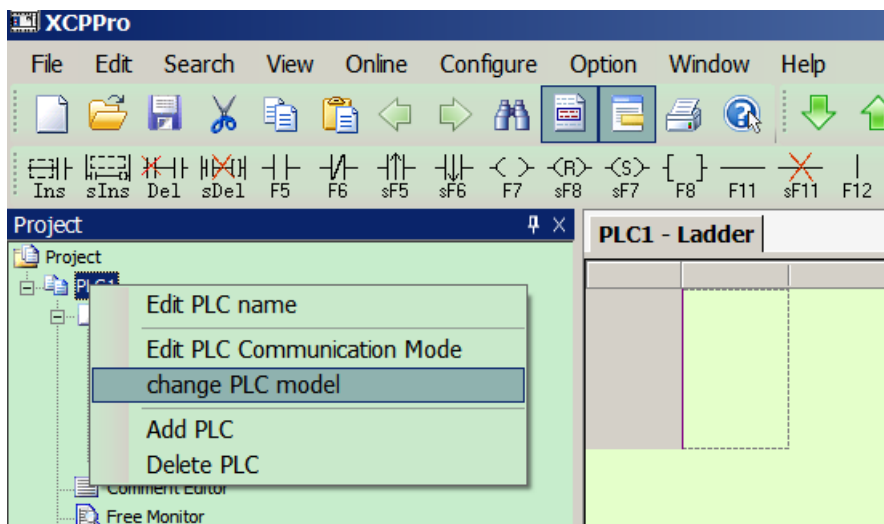 XCPPro
File Edit Search View Online Configure Option Window Help
Ins sIns Del sDel F5 F6 sF5 sF6 F7 sF8 sF7 F8 F11 sF11 F12
Project
PLC1 - Ladder
Project
PLC1
Edit PLC name
Edit PLC Communication Mode
change PLC model
Add PLC
Delete PLC
Comment Editor
Free Monitor